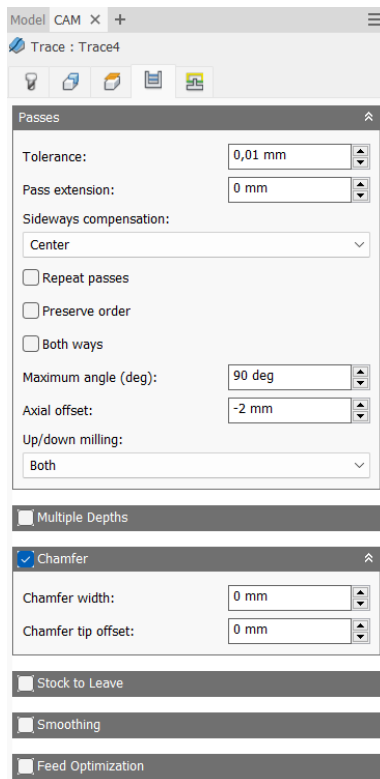 Model CAM
Trace : Trace4
Passes
Tolerance: 0,01 mm
Pass extension: 0 mm
Sideways compensation:
Center
Repeat passes
Preserve order
Both ways
Maximum angle (deg): 90 deg
Axial offset: -2 mm
Up/down milling:
Both
Multiple Depths
Chamfer
Chamfer width: 0 mm
Chamfer tip offset: 0 mm
Stock to Leave
Smoothing
Feed Optimization